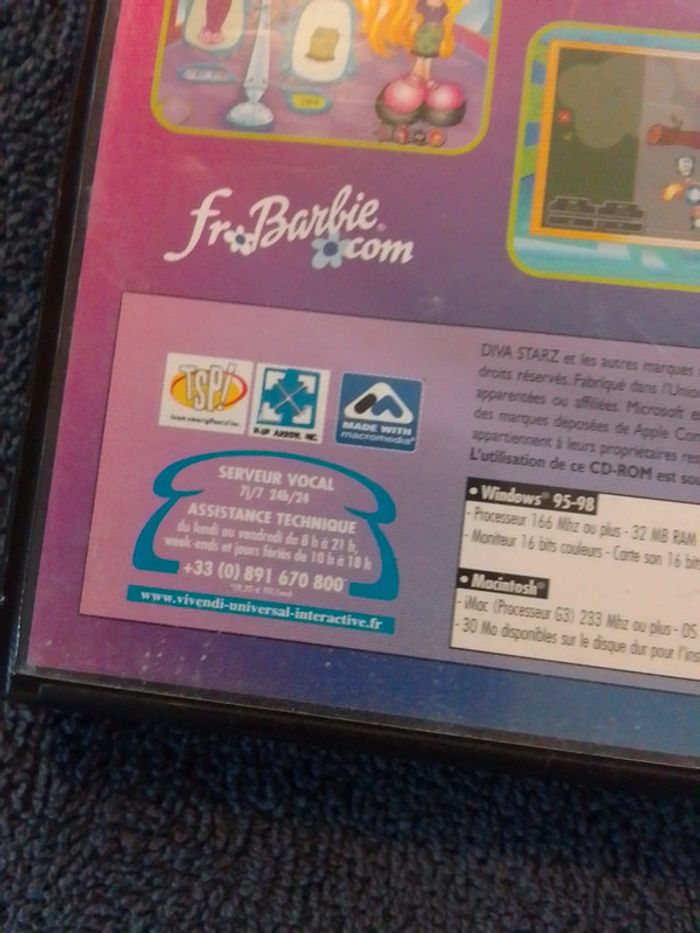 fr.Barbie.com
TSP!
MADE WITH
macromedia
SERVEUR VOCAL
7j/7 24h/24
ASSISTANCE TECHNIQUE
du lundi au vendredi de 8 h à 21 h,
week-ends et jours fériés de 10 h à 18 h
+33 (0) 891 670 800
www.vivendi-universal-interactive.fr
DIVA STARZ et les autres marques
droits réservés. Fabriqué dans l'Unio
apparentées ou affiliées. Microsoft
des marques déposées de Apple Com
appartiennent à leurs propriétaires res
L'utilisation de ce CD-ROM est sou
• Windows® 95-98
- Processeur 166 Mhz ou plus - 32 MB RAM
- Moniteur 16 bits couleurs - Carte son 16 bit
• Macintosh®
- iMac (Processeur G3) 233 Mhz ou plus - OS
- 30 Mo disponibles sur le disque dur pour l'ins